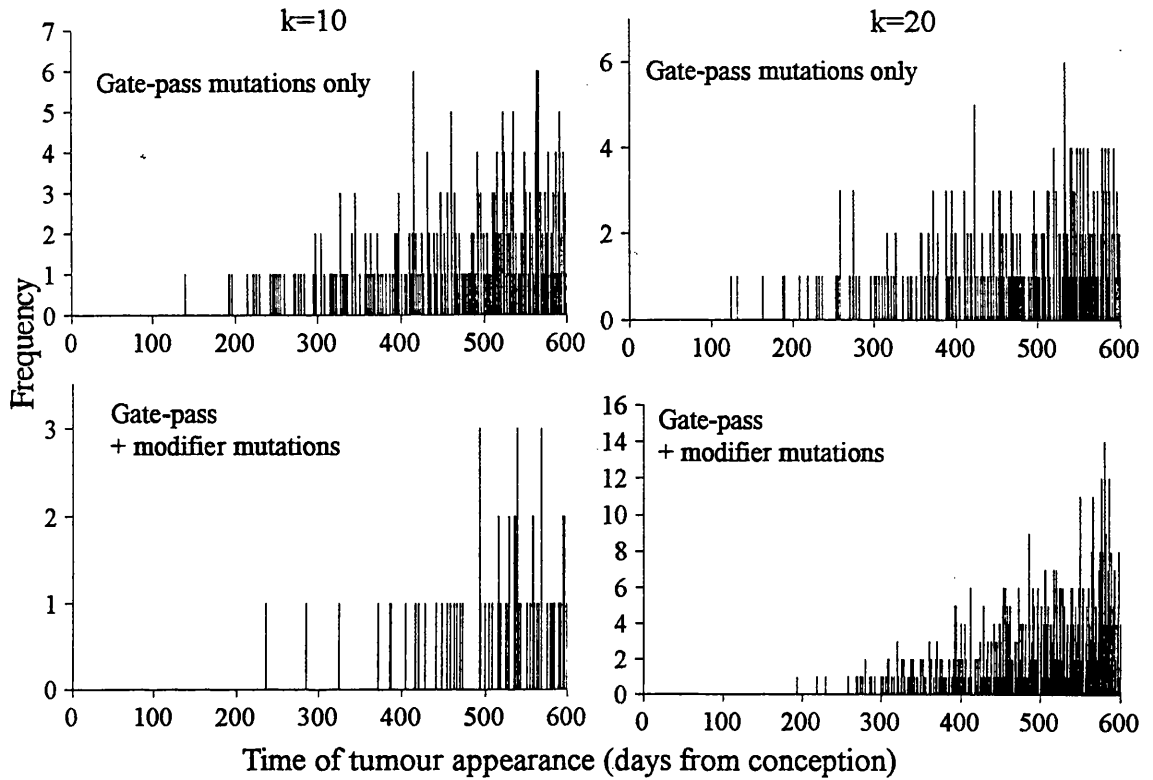 k=10
k=20
7
6
5
4
3
2
1
0
Gate-pass mutations only
0 100 200 300 400 500 600
6
4
2
0
Gate-pass mutations only
0 100 200 300 400 500 600
Frequency
3
2
1
0
Gate-pass
+ modifier mutations
0 100 200 300 400 500 600
16
14
12
10
8
6
4
2
0
Gate-pass
+ modifier mutations
0 100 200 300 400 500 600
Time of tumour appearance (days from conception)